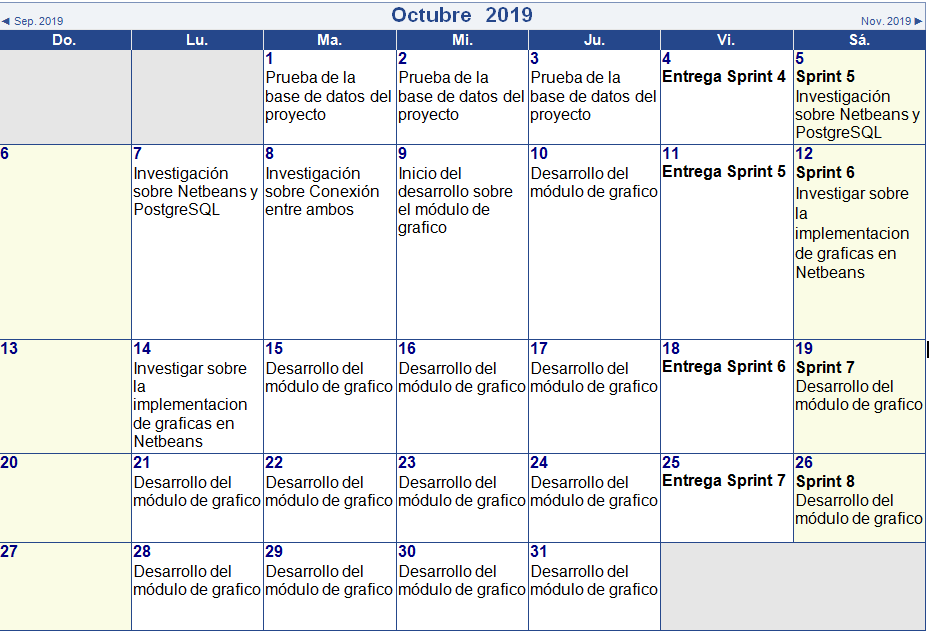 ◄ Sep. 2019
Octubre 2019
Nov. 2019 ►
Do. Lu. Ma. Mi. Ju. Vi. Sá.
1
Prueba de la
base de datos del
proyecto
2
Prueba de la
base de datos del
proyecto
3
Prueba de la
base de datos del
proyecto
4
Entrega Sprint 4
5
Sprint 5
Investigación
sobre Netbeans y
PostgreSQL
6
7
Investigación
sobre Netbeans y
PostgreSQL
8
Investigación
sobre Conexión
entre ambos
9
Inicio del
desarrollo sobre
el módulo de
grafico
10
Desarrollo del
módulo de grafico
11
Entrega Sprint 5
12
Sprint 6
Investigar sobre
la
implementacion
de graficas en
Netbeans
13
14
Investigar sobre
la
implementacion
de graficas en
Netbeans
15
Desarrollo del
módulo de grafico
16
Desarrollo del
módulo de grafico
17
Desarrollo del
módulo de grafico
18
Entrega Sprint 6
19
Sprint 7
Desarrollo del
módulo de grafico
20
21
Desarrollo del
módulo de grafico
22
Desarrollo del
módulo de grafico
23
Desarrollo del
módulo de grafico
24
Desarrollo del
módulo de grafico
25
Entrega Sprint 7
26
Sprint 8
Desarrollo del
módulo de grafico
27
28
Desarrollo del
módulo de grafico
29
Desarrollo del
módulo de grafico
30
Desarrollo del
módulo de grafico
31
Desarrollo del
módulo de grafico